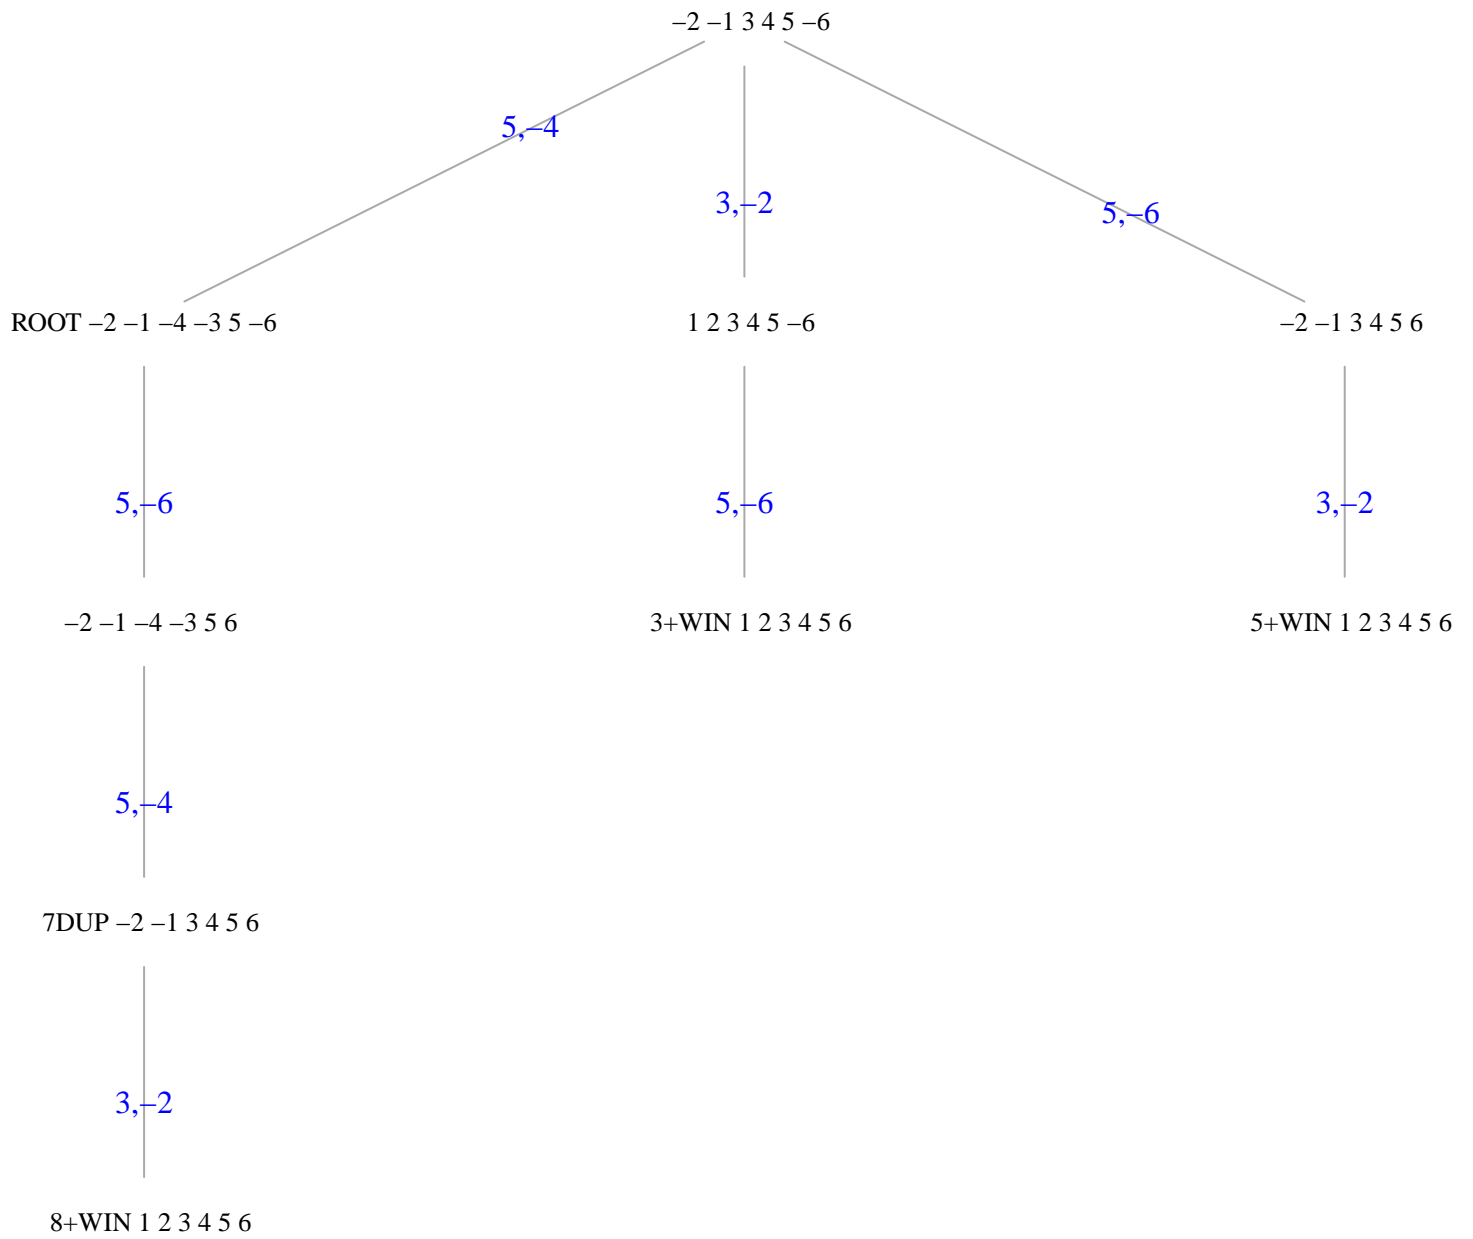 –2 –1 3 4 5 –6
5,–4
3,–2
5,–6
ROOT –2 –1 –4 –3 5 –6
1 2 3 4 5 –6
–2 –1 3 4 5 6
5,–6
5,–6
3,–2
–2 –1 –4 –3 5 6
3+WIN 1 2 3 4 5 6
5+WIN 1 2 3 4 5 6
5,–4
7DUP –2 –1 3 4 5 6
3,–2
8+WIN 1 2 3 4 5 6